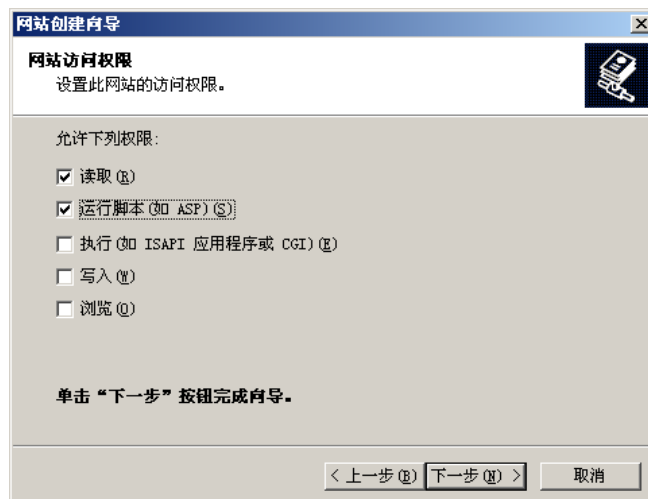 网站创建向导
网站访问权限
设置此网站的访问权限。
允许下列权限:
读取(R)
运行脚本(如 ASP)(S)
执行(如 ISAPI 应用程序或 CGI)(E)
写入(W)
浏览(O)
单击“下一步”按钮完成向导。
< 上一步(B) 下一步(N) > 取消